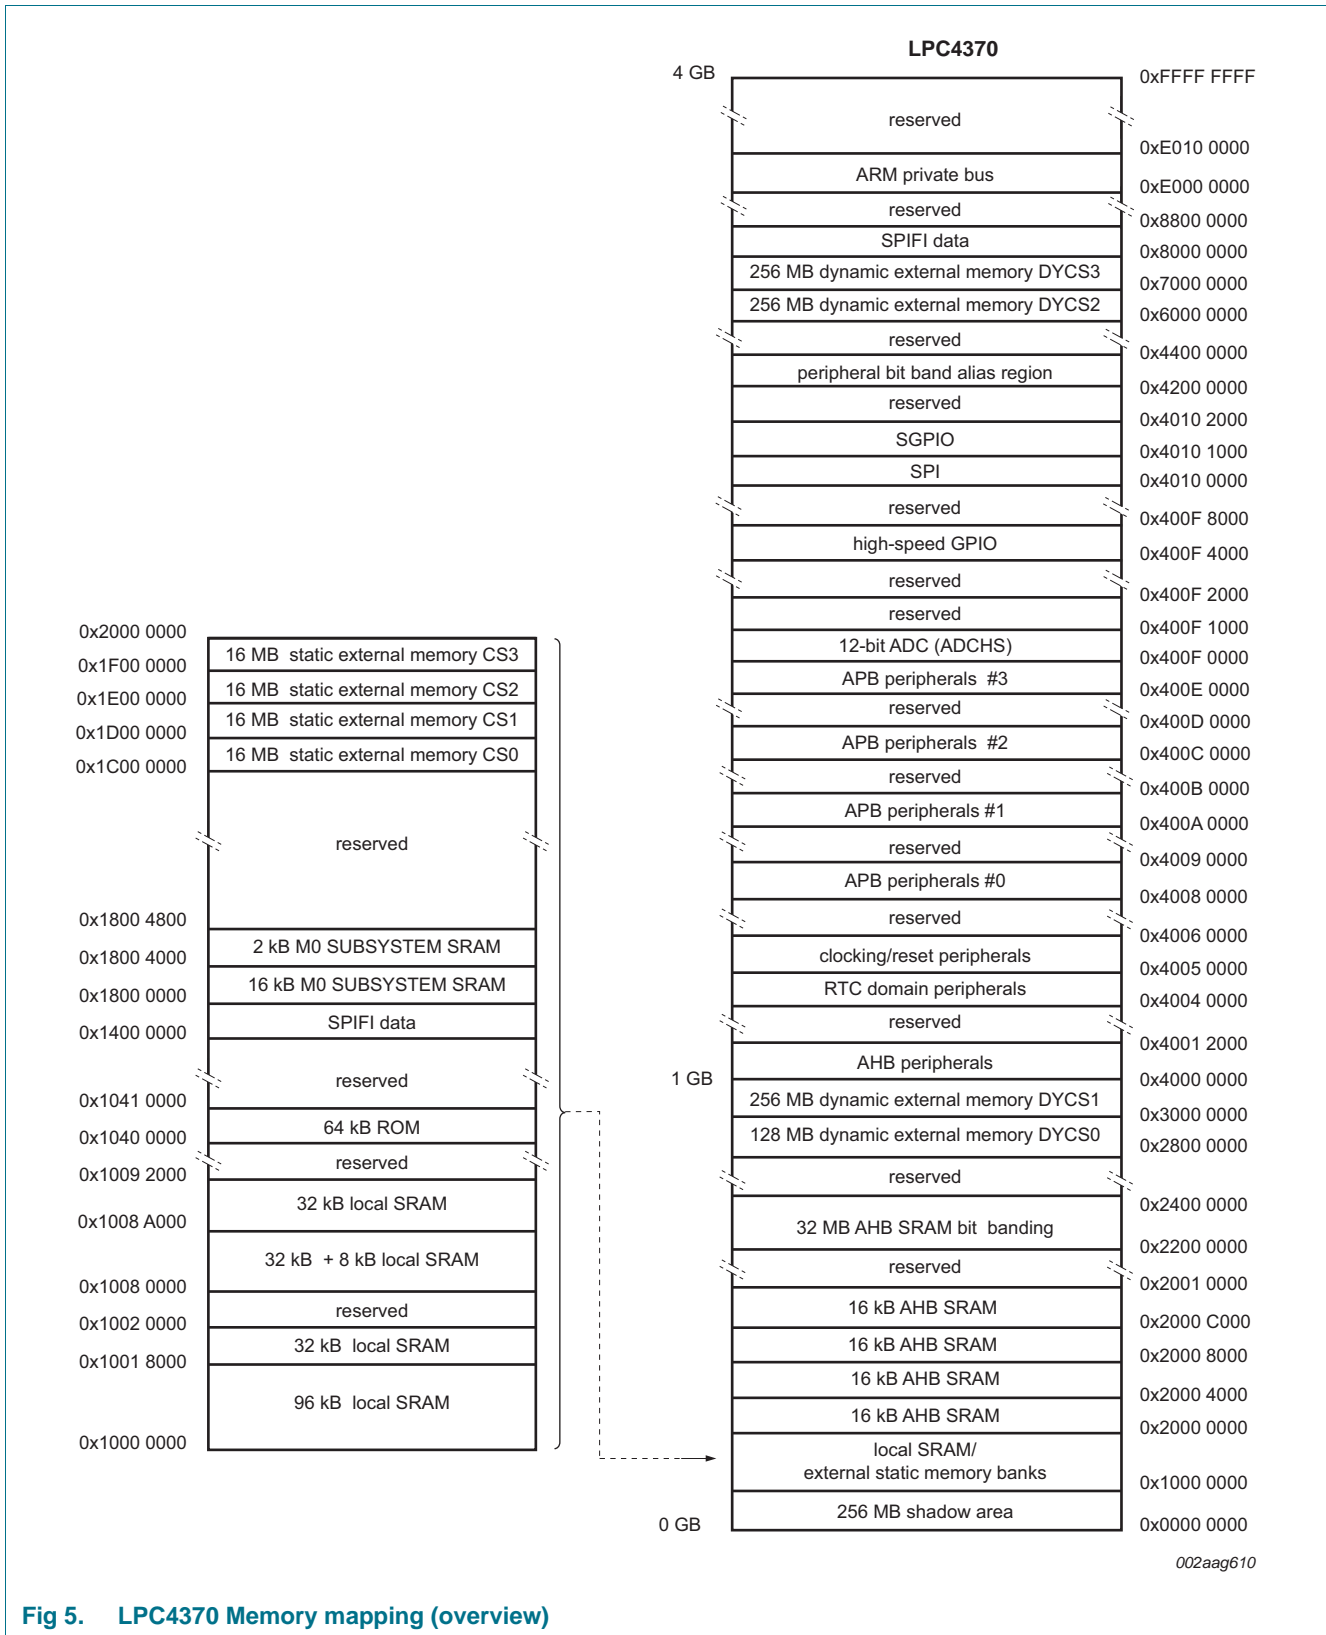 LPC4370
4 GB
0xFFFF FFFF
reserved
0xE010 0000
ARM private bus
0xE000 0000
reserved
0x8800 0000
SPIFI data
0x8000 0000
256 MB dynamic external memory DYCS3
0x7000 0000
256 MB dynamic external memory DYCS2
0x6000 0000
reserved
0x4400 0000
peripheral bit band alias region
0x4200 0000
reserved
0x4010 2000
SGPIO
0x4010 1000
SPI
0x4010 0000
reserved
0x400F 8000
high-speed GPIO
0x400F 4000
reserved
0x400F 2000
reserved
0x400F 1000
12-bit ADC (ADCHS)
0x400F 0000
APB peripherals #3
0x400E 0000
reserved
0x400D 0000
APB peripherals #2
0x400C 0000
reserved
0x400B 0000
APB peripherals #1
0x400A 0000
reserved
0x4009 0000
APB peripherals #0
0x4008 0000
reserved
0x4006 0000
clocking/reset peripherals
0x4005 0000
RTC domain peripherals
0x4004 0000
reserved
0x4001 2000
AHB peripherals
1 GB
0x4000 0000
256 MB dynamic external memory DYCS1
0x3000 0000
128 MB dynamic external memory DYCS0
0x2800 0000
reserved
0x2400 0000
32 MB AHB SRAM bit banding
0x2200 0000
reserved
0x2001 0000
16 kB AHB SRAM
0x2000 C000
16 kB AHB SRAM
0x2000 8000
16 kB AHB SRAM
0x2000 4000
16 kB AHB SRAM
0x2000 0000
local SRAM/
external static memory banks
0x1000 0000
256 MB shadow area
0 GB
0x0000 0000
0x2000 0000
16 MB static external memory CS3
0x1F00 0000
16 MB static external memory CS2
0x1E00 0000
16 MB static external memory CS1
0x1D00 0000
16 MB static external memory CS0
0x1C00 0000
reserved
0x1800 4800
2 kB M0 SUBSYSTEM SRAM
0x1800 4000
16 kB M0 SUBSYSTEM SRAM
0x1800 0000
SPIFI data
0x1400 0000
reserved
0x1041 0000
64 kB ROM
0x1040 0000
reserved
0x1009 2000
32 kB local SRAM
0x1008 A000
32 kB + 8 kB local SRAM
0x1008 0000
reserved
0x1002 0000
32 kB local SRAM
0x1001 8000
96 kB local SRAM
0x1000 0000
002aag610
Fig 5. LPC4370 Memory mapping (overview)